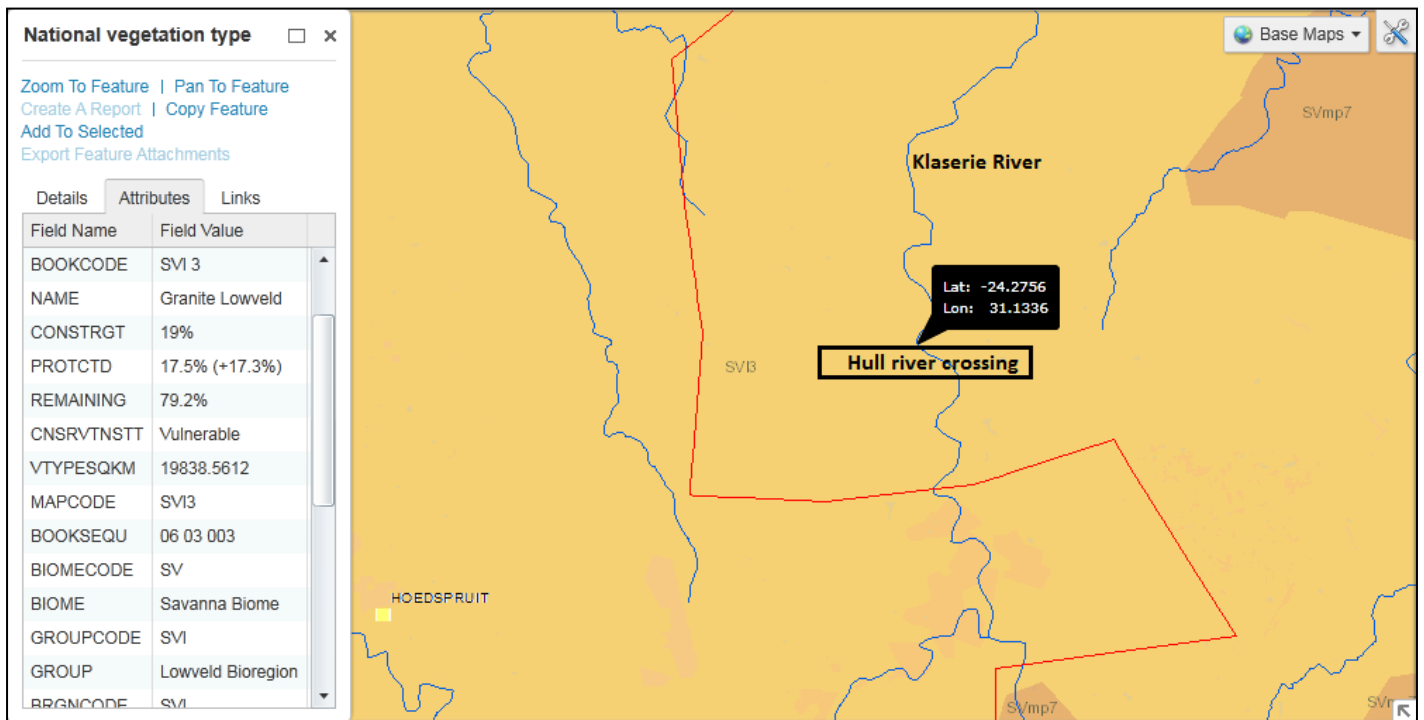 National vegetation type
Zoom To Feature | Pan To Feature
Create A Report | Copy Feature
Add To Selected
Export Feature Attachments
Details Attributes Links
Field Name Field Value
BOOKCODE SVl 3
NAME Granite Lowveld
CONSTRGT 19%
PROTCTD 17.5% (+17.3%)
REMAINING 79.2%
CNSRVTNSTT Vulnerable
VTYPESQKM 19838.5612
MAPCODE SVl3
BOOKSEQU 06 03 003
BIOMECODE SV
BIOME Savanna Biome
GROUPCODE SVl
GROUP Lowveld Bioregion
BRGNCODE SVl
Base Maps
SVmp7
Klaserie River
Lat: -24.2756
Lon: 31.1336
Hull river crossing
SVl3
HOEDSPRUIT
SVmp7